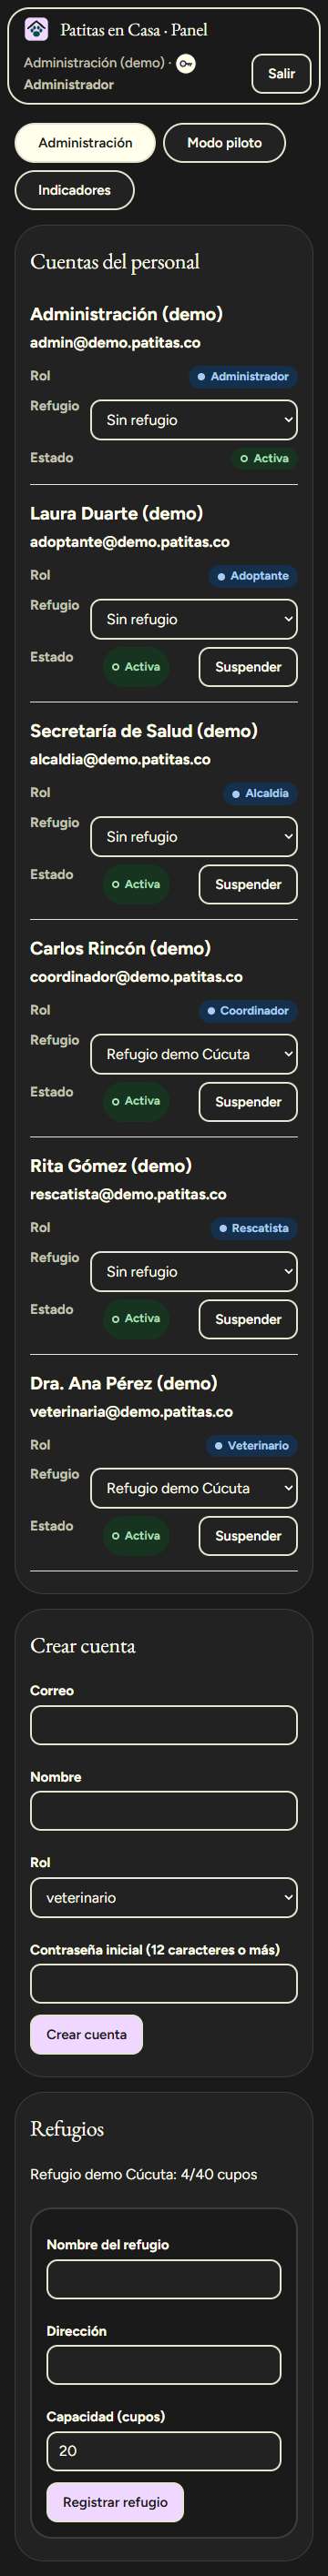 Patitas en Casa · Panel
Administración (demo) ·
Administrador
Salir
Administración
Modo piloto
Indicadores
Cuentas del personal
Administración (demo)
admin@demo.patitas.co
Rol
Administrador
Refugio
Sin refugio
Estado
Activa
Laura Duarte (demo)
adoptante@demo.patitas.co
Rol
Adoptante
Refugio
Sin refugio
Estado
Activa
Suspender
Secretaría de Salud (demo)
alcaldia@demo.patitas.co
Rol
Alcaldia
Refugio
Sin refugio
Estado
Activa
Suspender
Carlos Rincón (demo)
coordinador@demo.patitas.co
Rol
Coordinador
Refugio
Refugio demo Cúcuta
Estado
Activa
Suspender
Rita Gómez (demo)
rescatista@demo.patitas.co
Rol
Rescatista
Refugio
Sin refugio
Estado
Activa
Suspender
Dra. Ana Pérez (demo)
veterinaria@demo.patitas.co
Rol
Veterinario
Refugio
Refugio demo Cúcuta
Estado
Activa
Suspender
Crear cuenta
Correo
Nombre
Rol
veterinario
Contraseña inicial (12 caracteres o más)
Crear cuenta
Refugios
Refugio demo Cúcuta: 4/40 cupos
Nombre del refugio
Dirección
Capacidad (cupos)
20
Registrar refugio